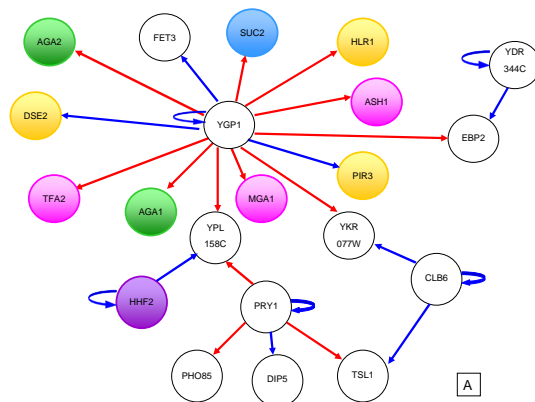 AGA2
FET3
SUC2
HLR1
YDR
344C
DSE2
YGP1
ASH1
EBP2
TFA2
AGA1
MGA1
PIR3
YPL
158C
YKR
077W
HHF2
PRY1
CLB6
PHO85
DIP5
TSL1
A